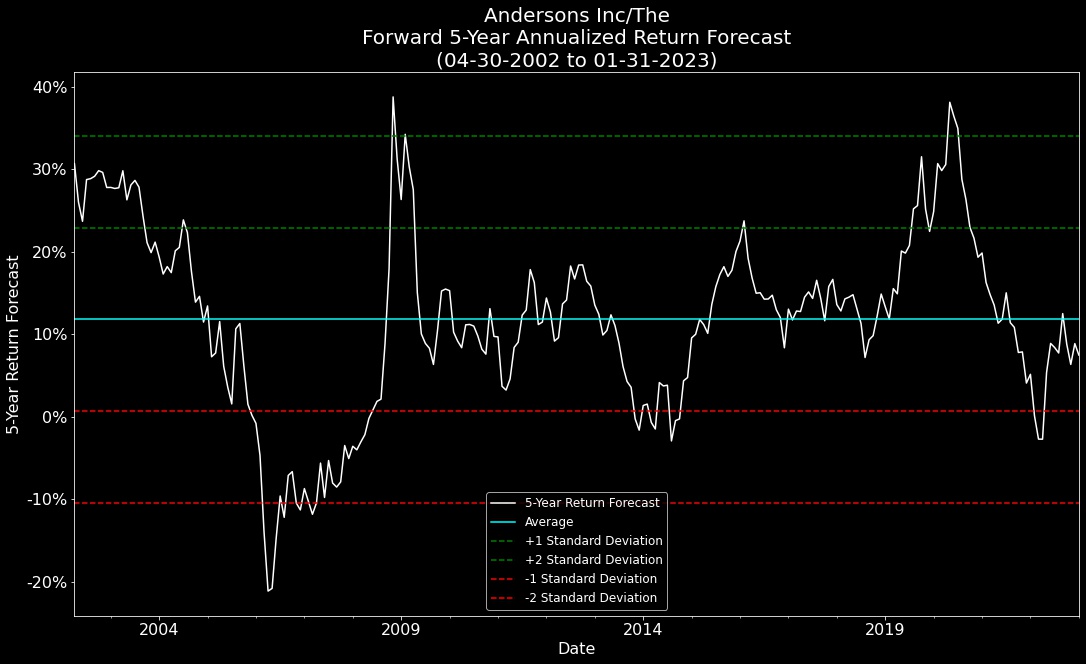 Andersons Inc/The
Forward 5-Year Annualized Return Forecast
(04-30-2002 to 01-31-2023)
40%
30%
20%
10%
0%
-10%
-20%
5-Year Return Forecast
5-Year Return Forecast
Average
+1 Standard Deviation
+2 Standard Deviation
-1 Standard Deviation
-2 Standard Deviation
2004
2009
2014
2019
Date